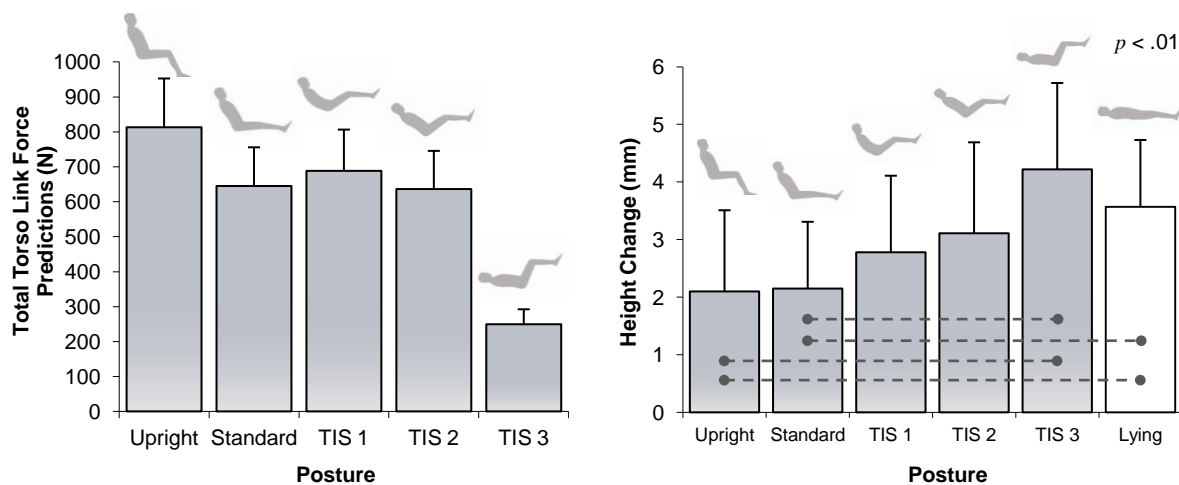 Total Torso Link Force
Predictions (N)
1000
900
800
700
600
500
400
300
200
100
0
Upright Standard TIS 1 TIS 2 TIS 3
Posture
p < .01
Height Change (mm)
6
5
4
3
2
1
0
Upright Standard TIS 1 TIS 2 TIS 3 Lying
Posture